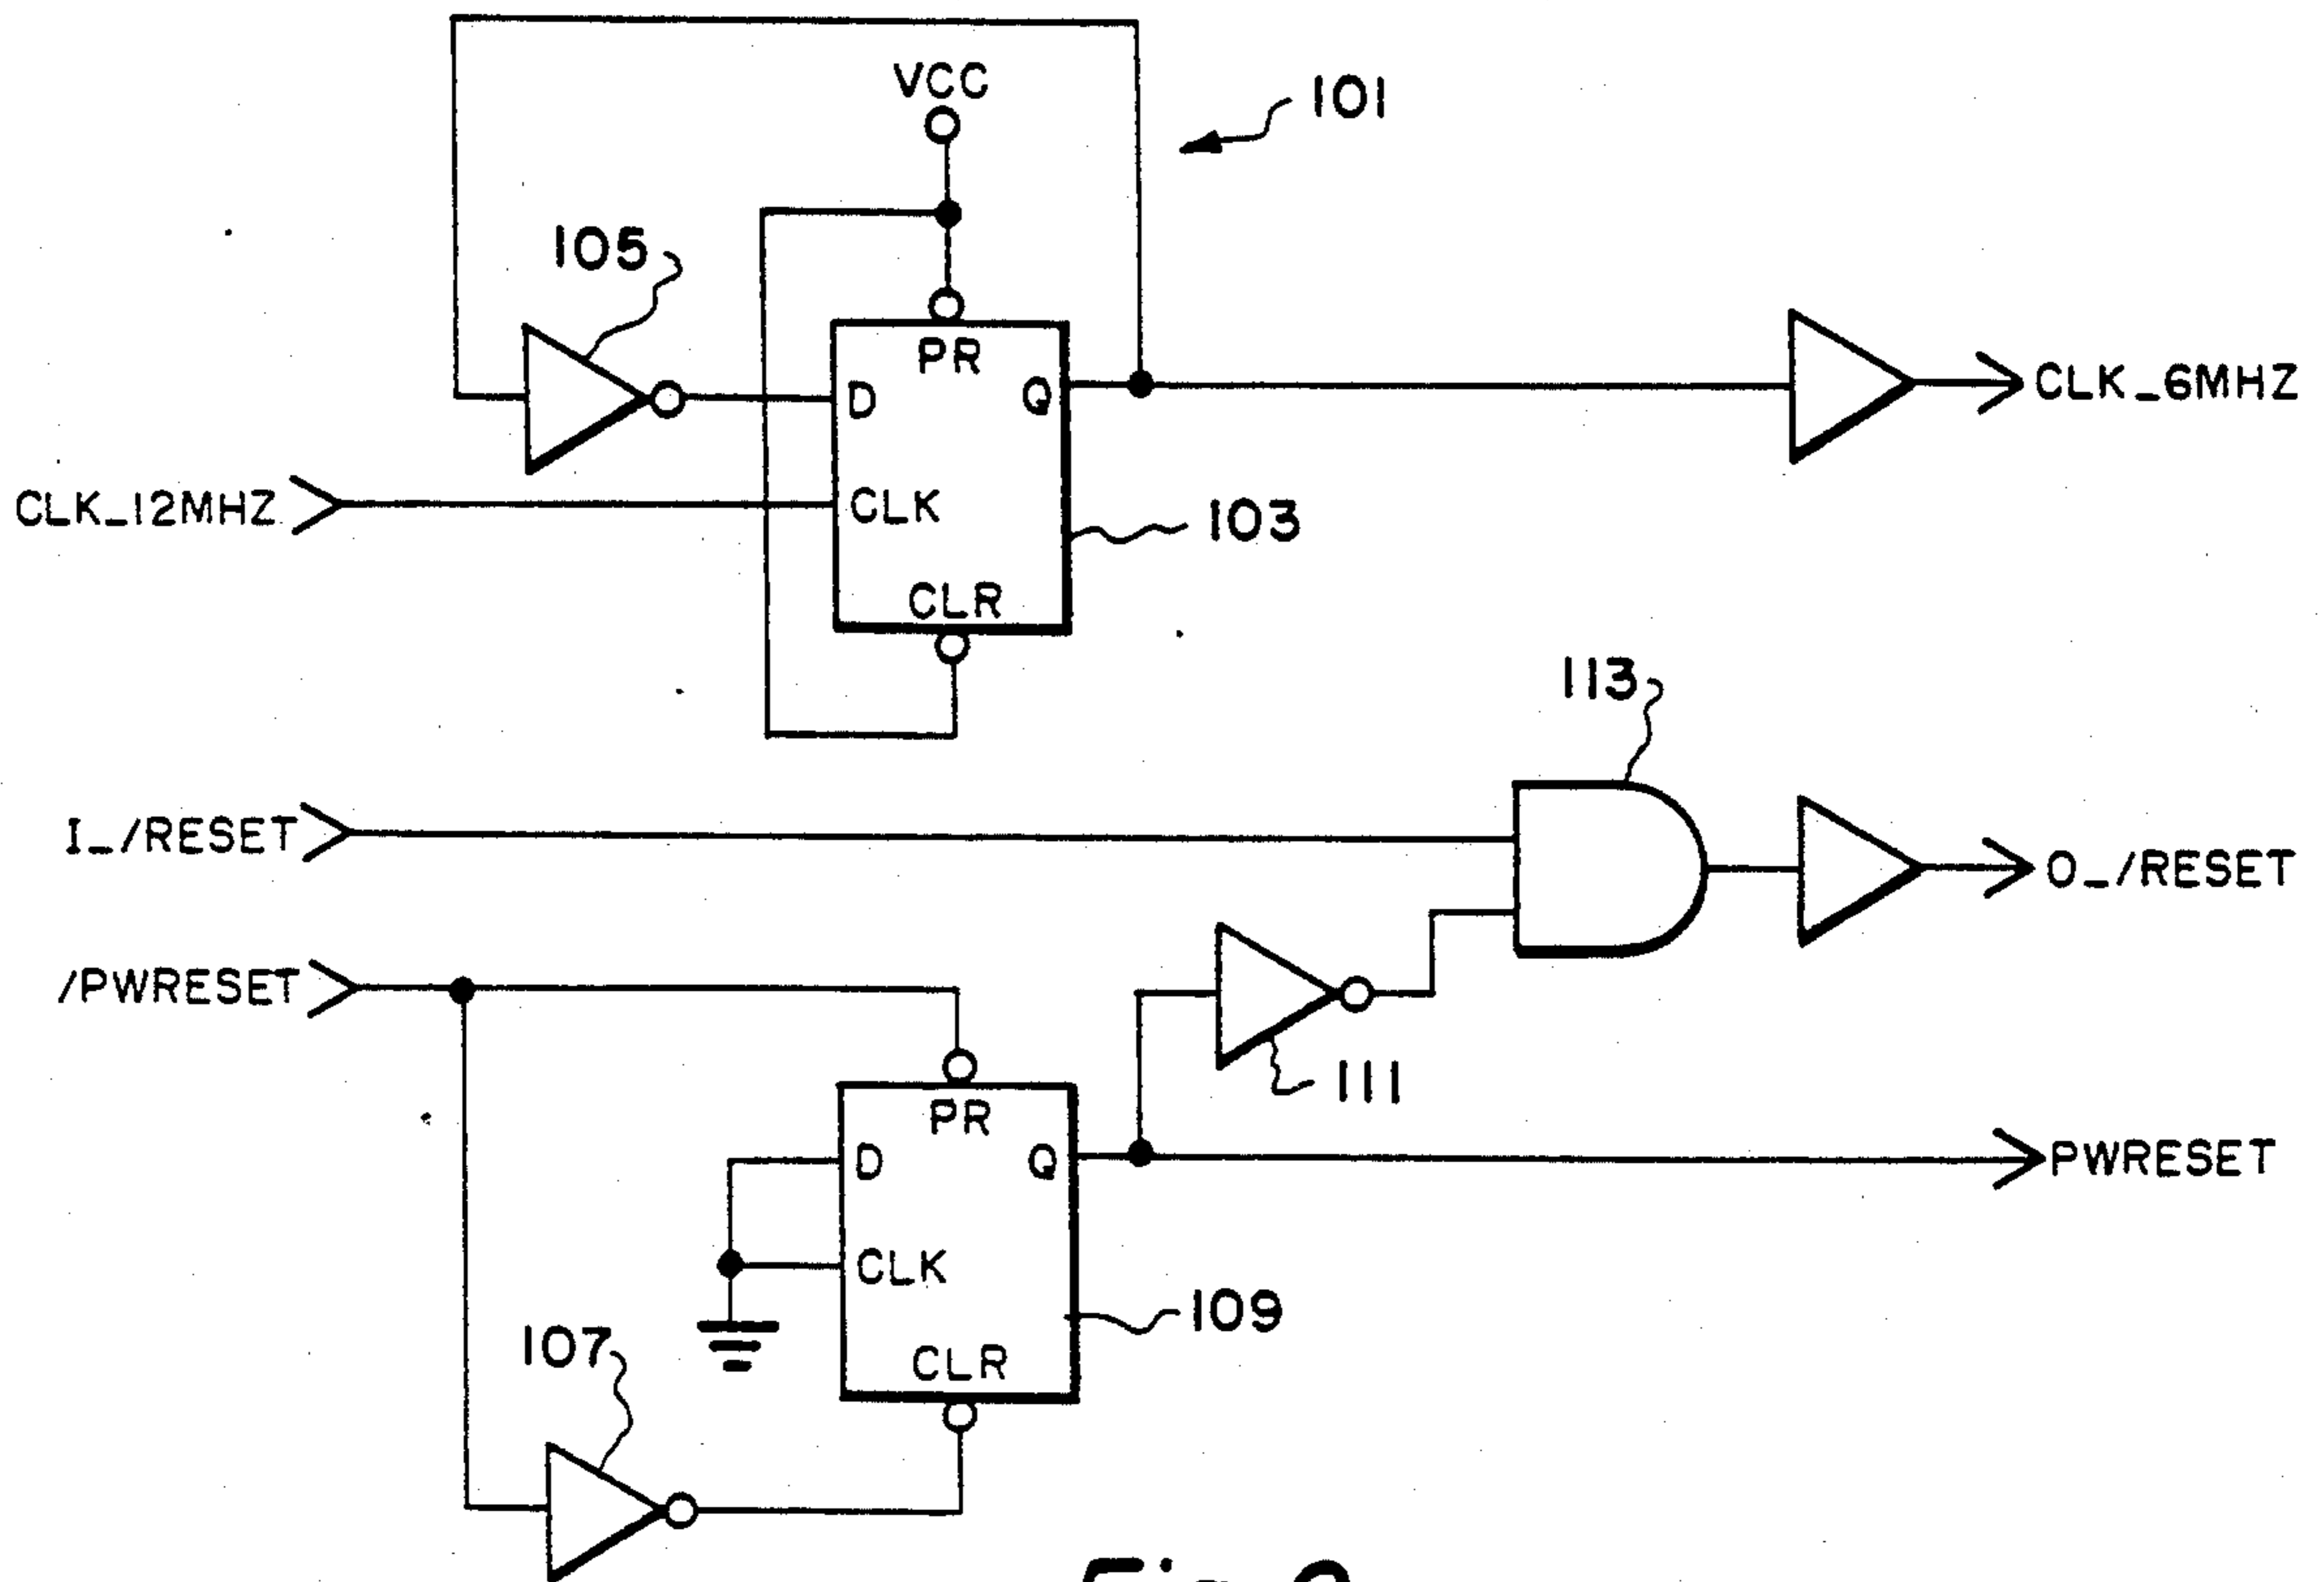 VCC
101
105
PR
D
Q
CLK_6MHZ
CLK_12MHZ
CLK
103
CLR
113
I_/RESET
O_/RESET
/PWRESET
111
PR
D
Q
PWRESET
CLK
109
107
CLR